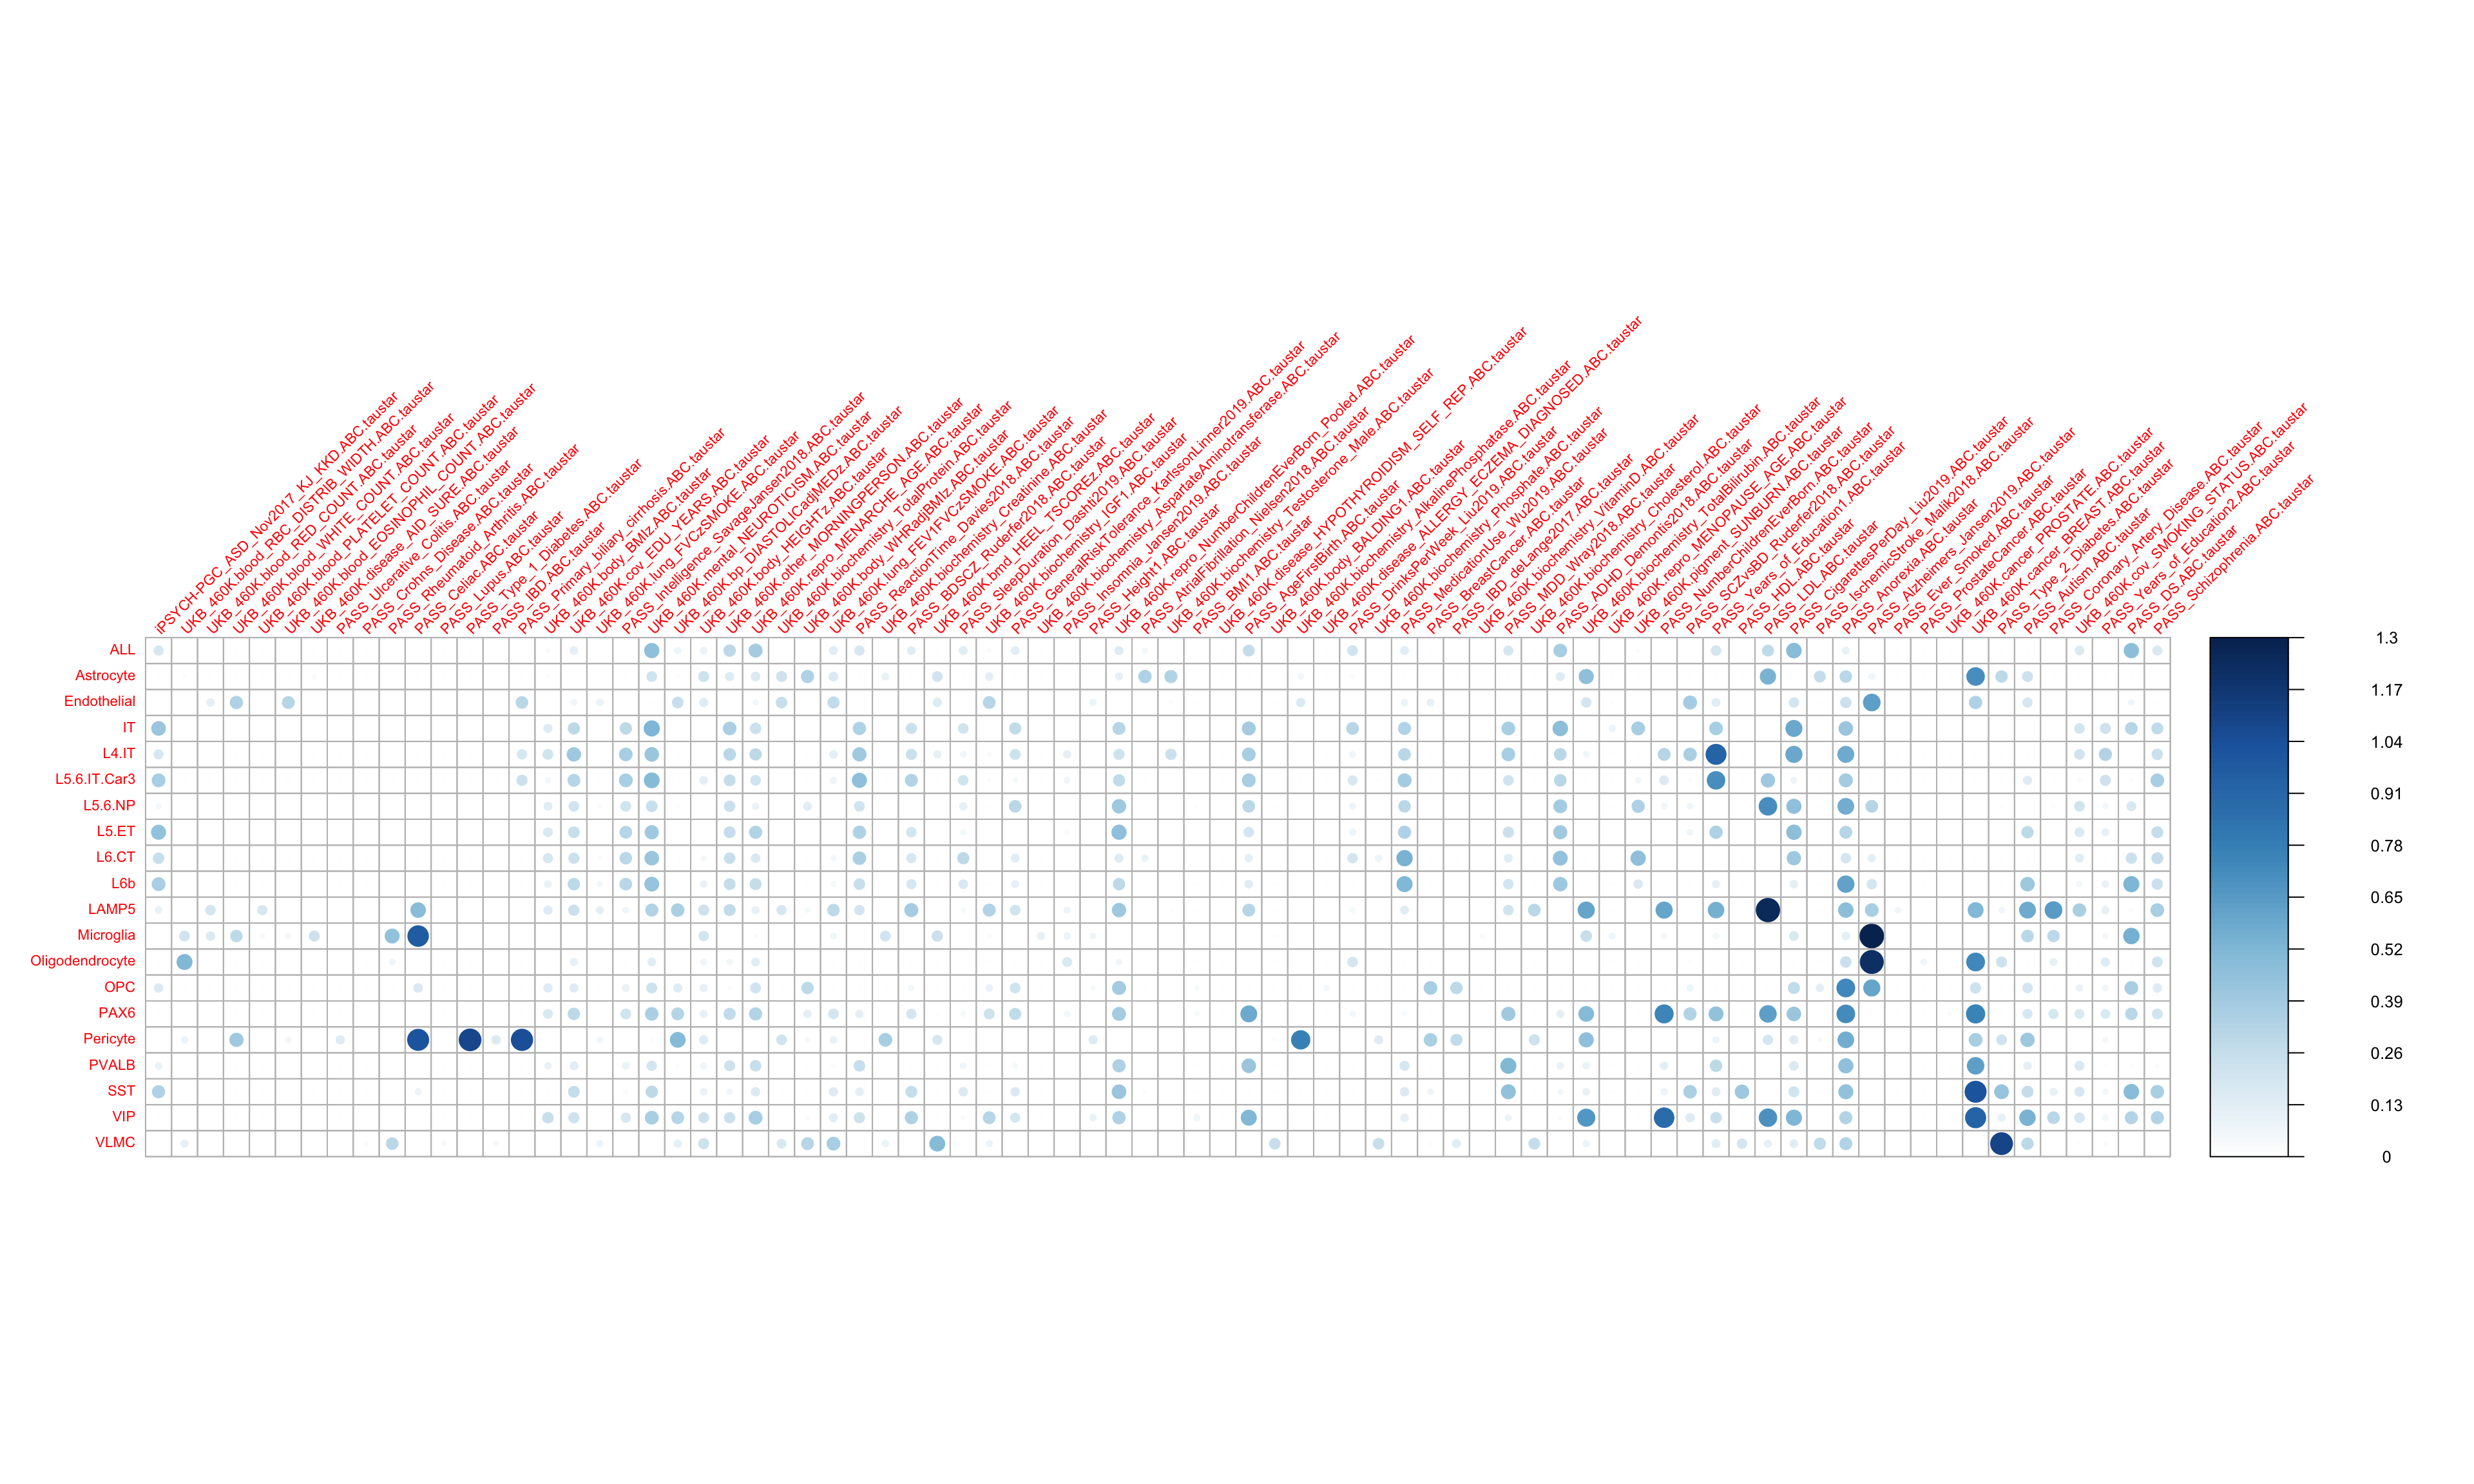 iPSYCH-PGC_ASD_Nov2017_KJ_KKD.ABC.taustar
UKB_460K.blood_RBC_DISTRIB_WIDTH.ABC.taustar
UKB_460K.blood_RED_COUNT.ABC.taustar
UKB_460K.blood_WHITE_COUNT.ABC.taustar
UKB_460K.blood_PLATELET_COUNT.ABC.taustar
UKB_460K.blood_EOSINOPHIL_COUNT.ABC.taustar
UKB_460K.disease_AID_SURE.ABC.taustar
PASS_Ulcerative_Colitis.ABC.taustar
PASS_Crohns_Disease.ABC.taustar
PASS_Rheumatoid_Arthritis.ABC.taustar
PASS_Celiac.ABC.taustar
PASS_Lupus.ABC.taustar
PASS_Type_1_Diabetes.ABC.taustar
PASS_IBD.ABC.taustar
PASS_Primary_biliary_cirrhosis.ABC.taustar
UKB_460K.body_BMIz.ABC.taustar
UKB_460K.cov_EDU_YEARS.ABC.taustar
UKB_460K.lung_FVCzSMOKE.ABC.taustar
PASS_Intelligence_SavageJansen2018.ABC.taustar
UKB_460K.mental_NEUROTICISM.ABC.taustar
UKB_460K.bp_DIASTOLICadjMEDz.ABC.taustar
UKB_460K.body_HEIGHTz.ABC.taustar
UKB_460K.other_MORNINGPERSON.ABC.taustar
UKB_460K.repro_MENARCHE_AGE.ABC.taustar
UKB_460K.biochemistry_TotalProtein.ABC.taustar
UKB_460K.body_WHRadjBMIz.ABC.taustar
UKB_460K.lung_FEV1FVCzSMOKE.ABC.taustar
PASS_ReactionTime_Davies2018.ABC.taustar
UKB_460K.biochemistry_Creatinine.ABC.taustar
PASS_BDSCZ_Ruderfer2018.ABC.taustar
UKB_460K.bmd_HEEL_TSCOREz.ABC.taustar
PASS_SleepDuration_Dashti2019.ABC.taustar
UKB_460K.biochemistry_IGF1.ABC.taustar
PASS_GeneralRiskTolerance_KarlssonLinner2019.ABC.taustar
UKB_460K.biochemistry_AspartateAminotransferase.ABC.taustar
PASS_Insomnia_Jansen2019.ABC.taustar
PASS_Height1.ABC.taustar
UKB_460K.repro_NumberChildrenEverBorn_Pooled.ABC.taustar
PASS_AtrialFibrillation_Nielsen2018.ABC.taustar
UKB_460K.biochemistry_Testosterone_Male.ABC.taustar
PASS_BMI1.ABC.taustar
UKB_460K.disease_HYPOTHYROIDISM_SELF_REP.ABC.taustar
PASS_AgeFirstBirth.ABC.taustar
UKB_460K.body_BALDING1.ABC.taustar
UKB_460K.biochemistry_AlkalinePhosphatase.ABC.taustar
UKB_460K.disease_ALLERGY_ECZEMA_DIAGNOSED.ABC.taustar
PASS_DrinksPerWeek_Liu2019.ABC.taustar
UKB_460K.biochemistry_Phosphate.ABC.taustar
PASS_MedicationUse_Wu2019.ABC.taustar
PASS_BreastCancer.ABC.taustar
PASS_IBD_deLange2017.ABC.taustar
UKB_460K.biochemistry_VitaminD.ABC.taustar
PASS_MDD_Wray2018.ABC.taustar
UKB_460K.biochemistry_Cholesterol.ABC.taustar
PASS_ADHD_Demontis2018.ABC.taustar
UKB_460K.biochemistry_TotalBilirubin.ABC.taustar
UKB_460K.repro_MENOPAUSE_AGE.ABC.taustar
UKB_460K.pigment_SUNBURN.ABC.taustar
PASS_NumberChildrenEverBorn.ABC.taustar
PASS_SCZvsBD_Ruderfer2018.ABC.taustar
PASS_Years_of_Education1.ABC.taustar
PASS_HDL.ABC.taustar
PASS_LDL.ABC.taustar
PASS_CigarettesPerDay_Liu2019.ABC.taustar
PASS_IschemicStroke_Malik2018.ABC.taustar
PASS_Anorexia.ABC.taustar
PASS_Alzheimers_Jansen2019.ABC.taustar
PASS_Ever_Smoked.ABC.taustar
PASS_ProstateCancer.ABC.taustar
UKB_460K.cancer_PROSTATE.ABC.taustar
UKB_460K.cancer_BREAST.ABC.taustar
PASS_Type_2_Diabetes.ABC.taustar
PASS_Autism.ABC.taustar
PASS_Coronary_Artery_Disease.ABC.taustar
UKB_460K.cov_SMOKING_STATUS.ABC.taustar
PASS_Years_of_Education2.ABC.taustar
PASS_DS.ABC.taustar
PASS_Schizophrenia.ABC.taustar
ALL
Astrocyte
Endothelial
IT
L4.IT
L5.6.IT.Car3
L5.6.NP
L5.ET
L6.CT
L6b
LAMP5
Microglia
Oligodendrocyte
OPC
PAX6
Pericyte
PVALB
SST
VIP
VLMC
1.3
1.17
1.04
0.91
0.78
0.65
0.52
0.39
0.26
0.13
0